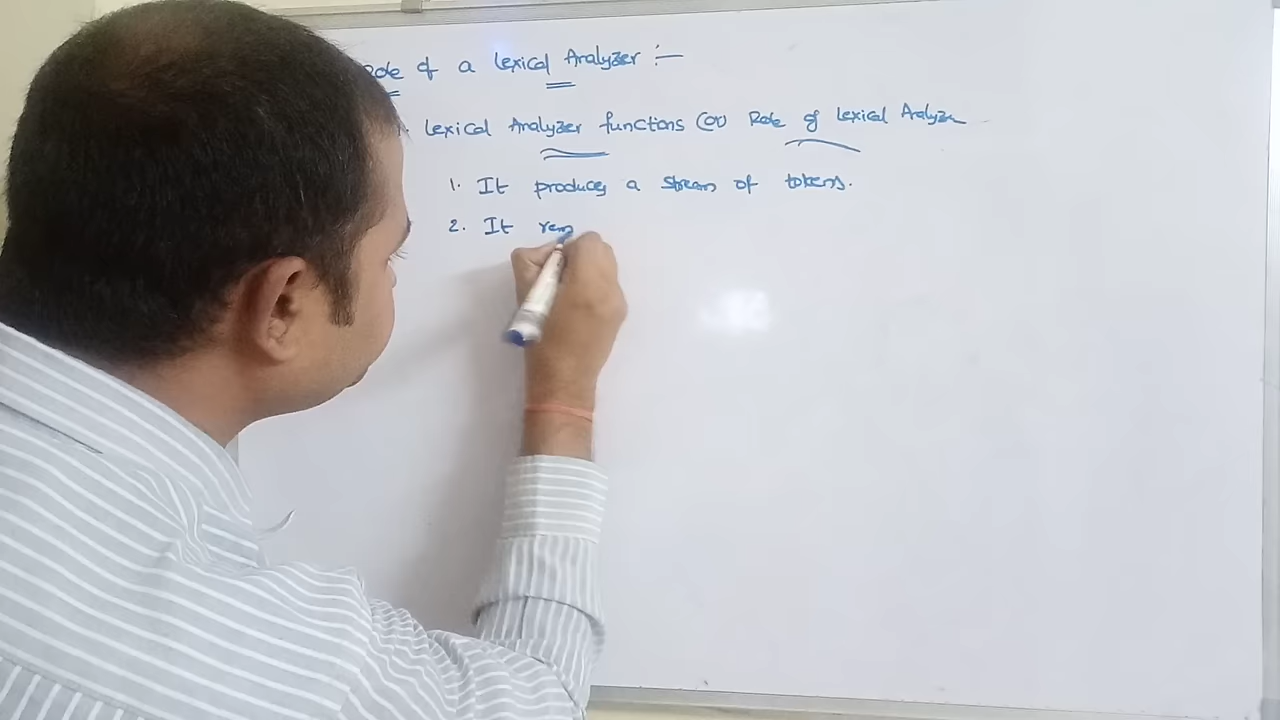 Role of a Lexical Analyzer :-
1. Lexical Analyzer functions (or) Role of Lexical Analyzer
1. It produces a stream of tokens.
2. It rem